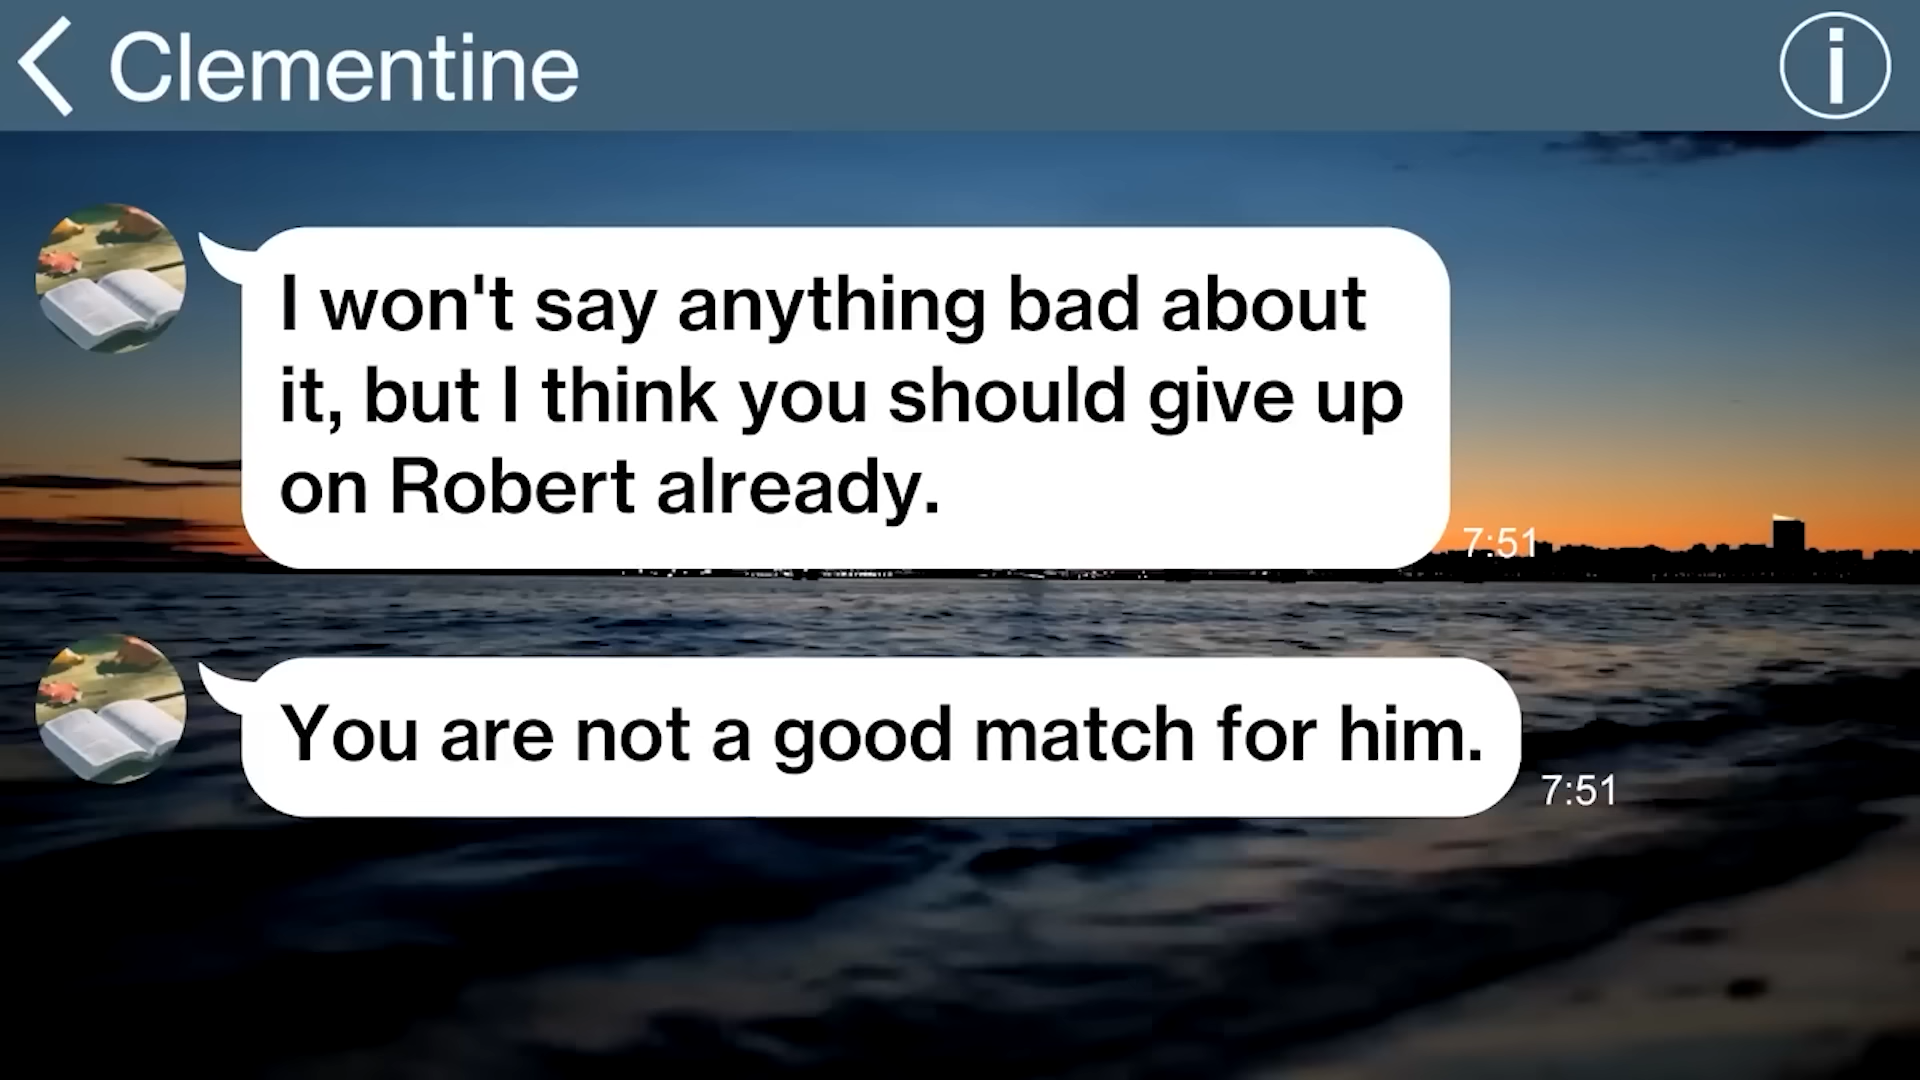 Clementine
I won't say anything bad about
it, but I think you should give up
on Robert already.
7:51
You are not a good match for him.
7:51